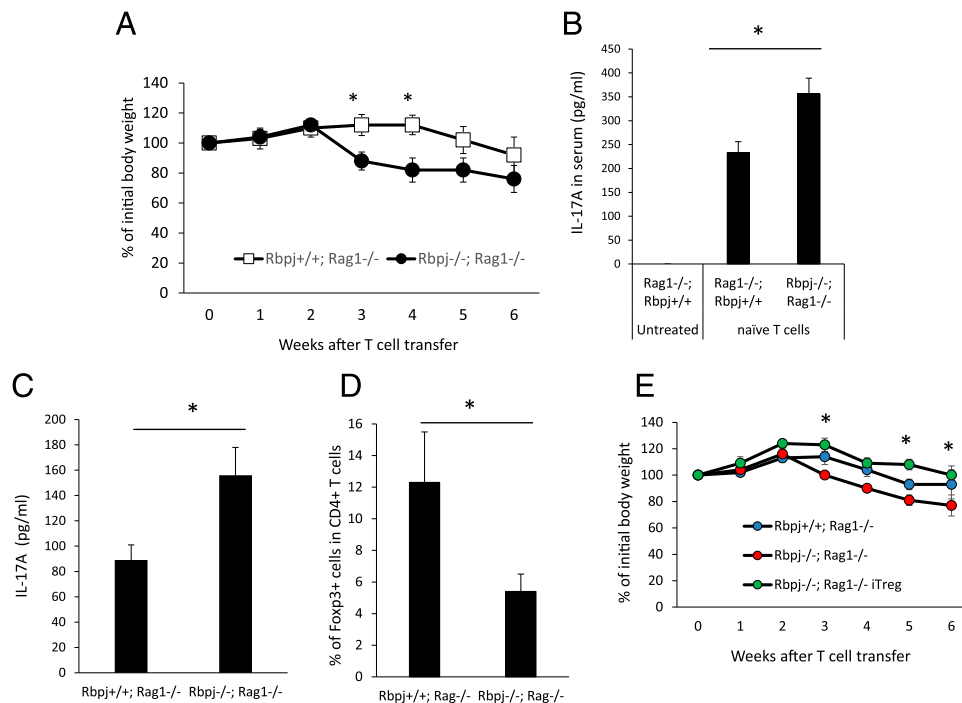 A
% of initial body weight
140
120
100
80
60
40
20
0
* *
Rbpj+/+; Rag1-/- Rbpj-/-; Rag1-/-
0 1 2 3 4 5 6
Weeks after T cell transfer
B
IL-17A in serum (pg/ml)
450
400
350
300
250
200
150
100
50
0
*
Rag1-/-; Rag1-/-; Rbpj-/-;
Rbpj+/+ Rbpj+/+ Rag1-/-
Untreated naïve T cells
C
IL-17A (pg/ml)
200
180
160
140
120
100
80
60
40
20
0
*
Rbpj+/+; Rag1-/- Rbpj-/-; Rag1-/-
D
% of Foxp3+ cells in CD4+ T cells
16
14
12
10
8
6
4
2
0
*
Rbpj+/+; Rag-/- Rbpj-/-; Rag-/-
E
% of initial body weight
140
120
100
80
60
40
20
0
* * *
Rbpj+/+; Rag1-/-
Rbpj-/-; Rag1-/-
Rbpj-/-; Rag1-/- iTreg
0 1 2 3 4 5 6
Weeks after T cell transfer